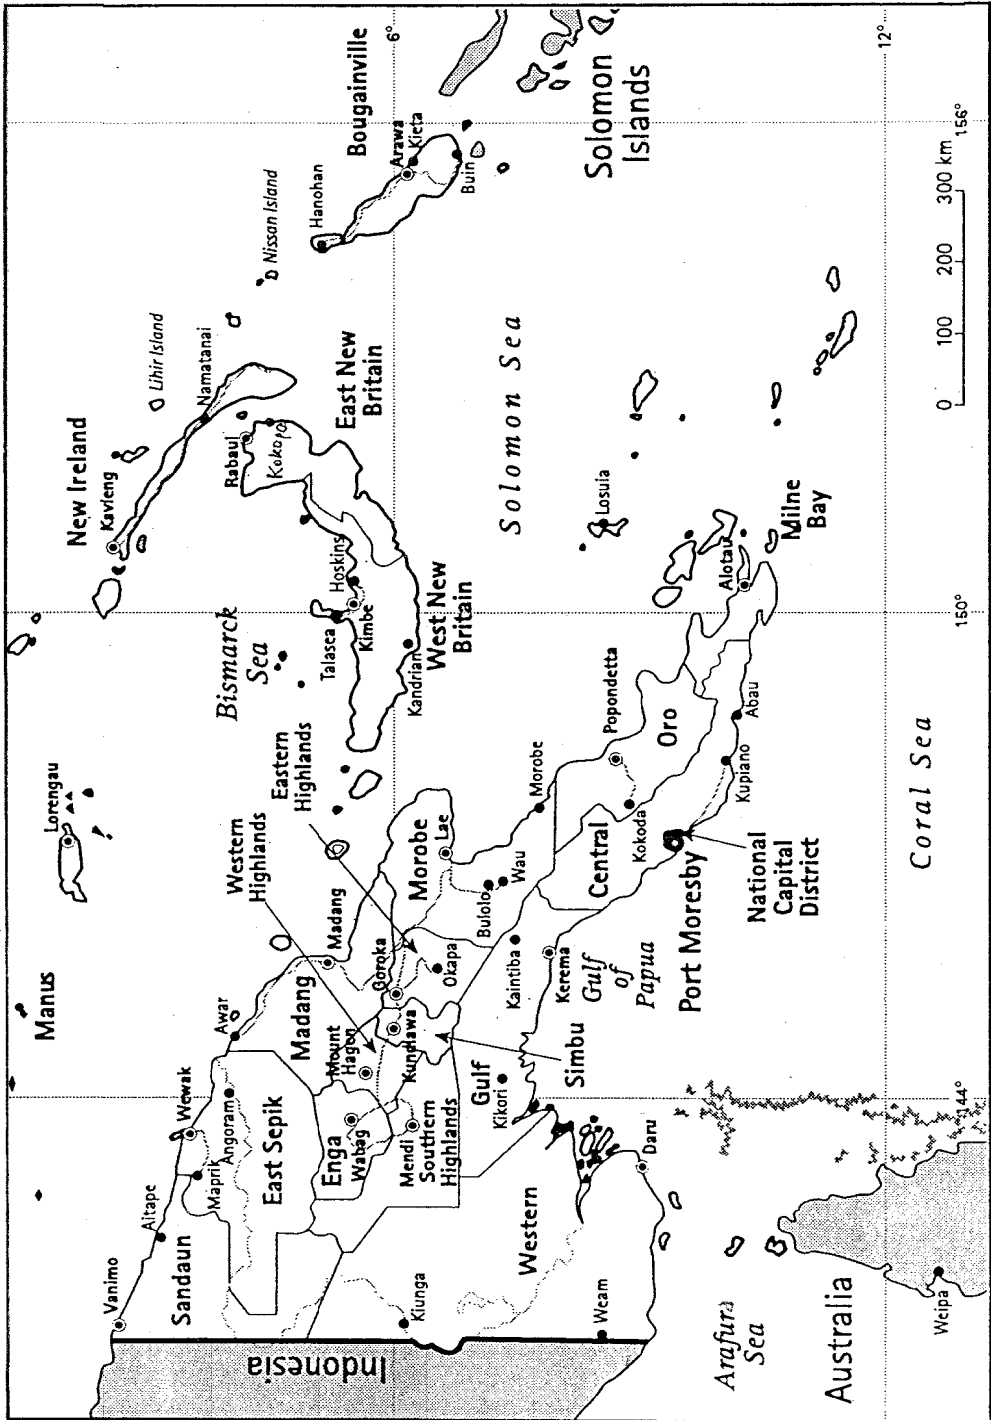 Manus
Lorengau
New Ireland
Kavieng
Lihir Island
Namatanai
Nissan Island
Bougainville
Hanohan
Arawa
Kieta
Buin
Solomon
Islands
6°
12°
156°
150°
144°
Bismarck
Sea
Rabaul
Kokopo
East New
Britain
Talasea
Hoskins
Kimbe
Kandrian
West New
Britain
Solomon Sea
Vanimo
Aitape
Wewak
Maprik
Angoram
Awar
Sandaun
East Sepik
Madang
Madang
Western
Highlands
Eastern
Highlands
Enga
Wabag
Mount
Hagen
Kundiawa
Goroka
Okapa
Mendi
Southern
Highlands
Simbu
Morobe
Lae
Bulolo
Wau
Morobe
Kiunga
Western
Weam
Daru
Gulf
Kikori
Kaintiba
Kerema
Gulf
of
Papua
Central
Kokoda
Popondetta
Oro
Port Moresby
National
Capital
District
Kupiano
Abau
Alotau
Milne
Bay
Losuia
Coral Sea
Arafura
Sea
Indonesia
Australia
Weipa
0 100 200 300 km